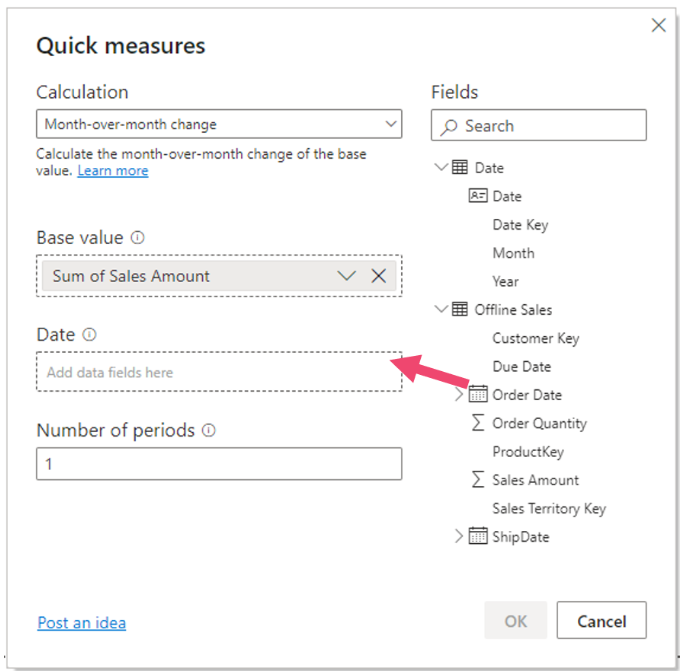 Quick measures
Calculation
Month-over-month change
Calculate the month-over-month change of the base
value. Learn more
Base value
Sum of Sales Amount
Date
Add data fields here
Number of periods
1
Post an idea
Fields
Search
Date
Date
Date Key
Month
Year
Offline Sales
Customer Key
Due Date
Order Date
Order Quantity
ProductKey
Sales Amount
Sales Territory Key
ShipDate
OK
Cancel